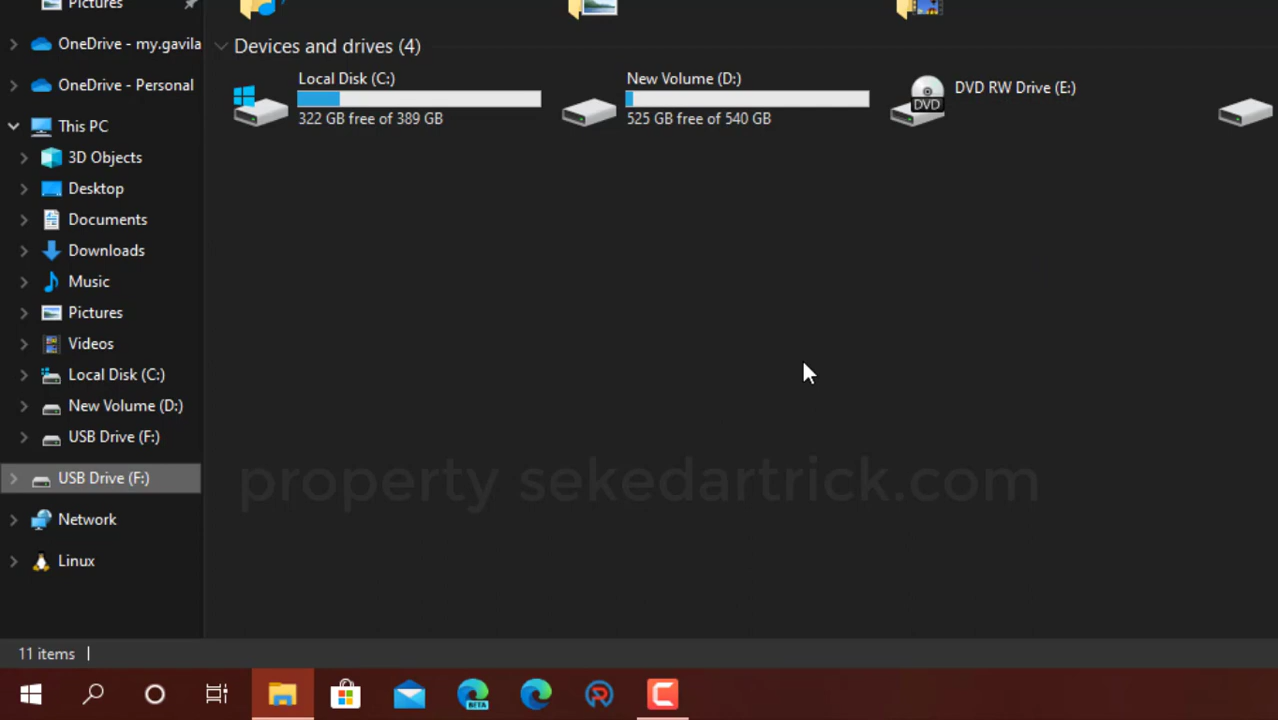 Pictures
OneDrive - my.gavila
OneDrive - Personal
This PC
3D Objects
Desktop
Documents
Downloads
Music
Pictures
Videos
Local Disk (C:)
New Volume (D:)
USB Drive (F:)
USB Drive (F:)
Network
Linux
Devices and drives (4)
Local Disk (C:)
322 GB free of 389 GB
New Volume (D:)
525 GB free of 540 GB
DVD RW Drive (E:)
DVD
property sekedartrick.com
11 items
BETA